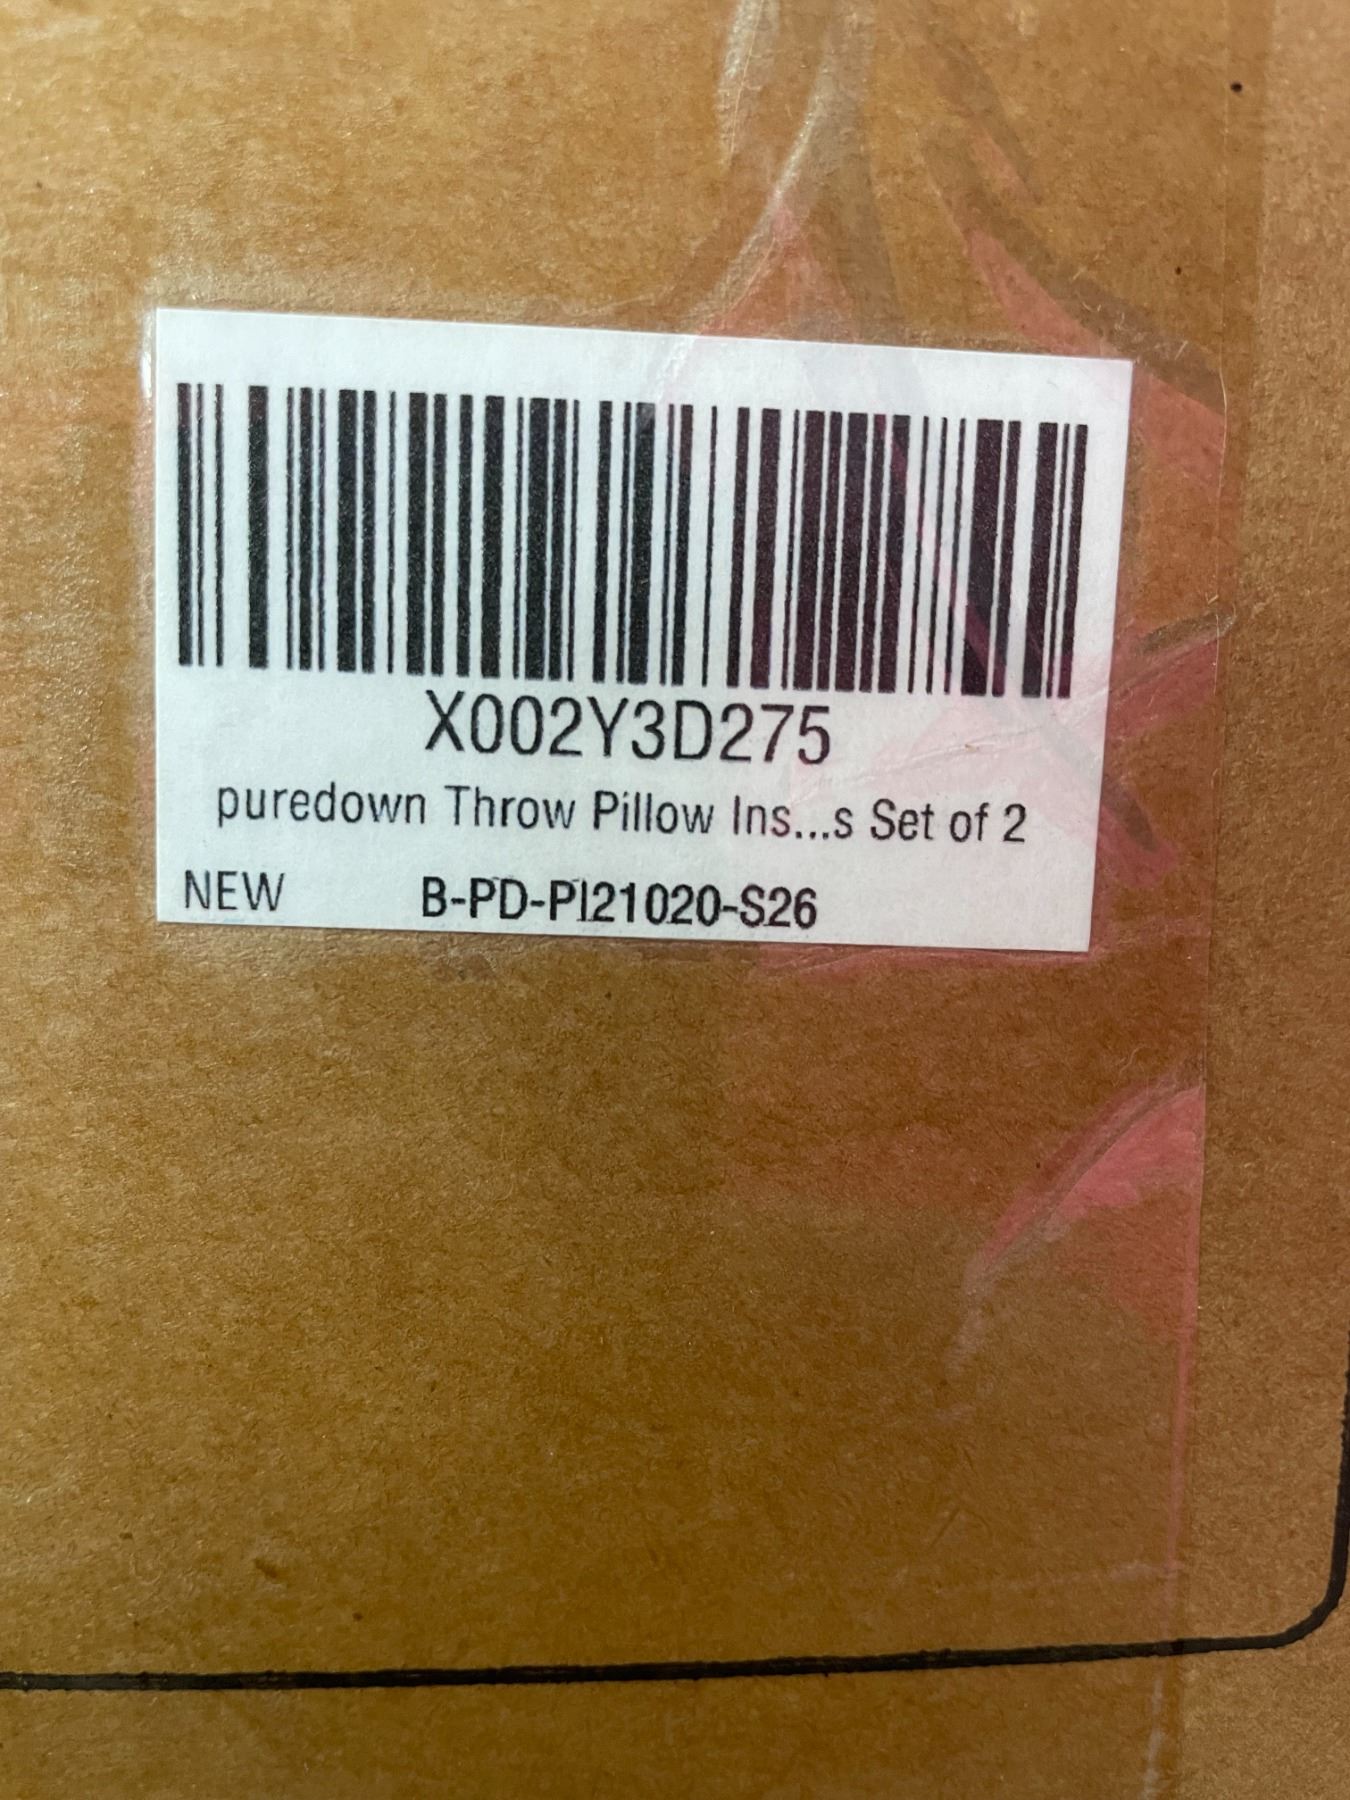 X002Y3D275
puredown Throw Pillow Ins...s Set of 2
NEW B-PD-PI21020-S26